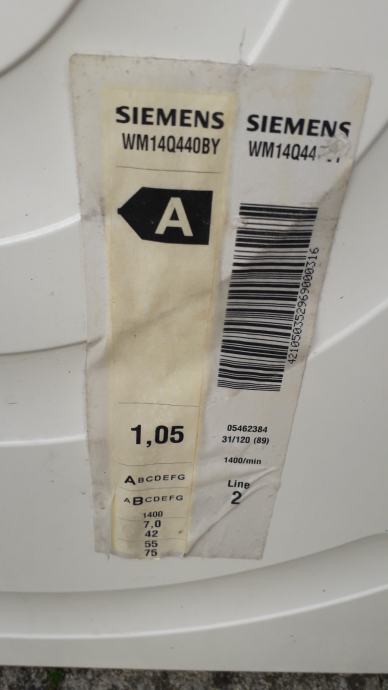 SIEMENS
WM14Q440BY
A
1,05
ABCDEFG
ABCDEFG
1400
7,0
42
55
75
SIEMENS
4210503529690000316
05462384
31/120 (89)
1400/min
Line
2